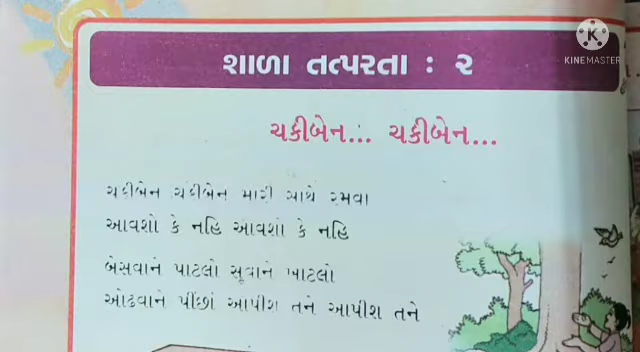 શાળા તત્પરતા : ૨
KINEMASTER
ચકીબેન... ચકીબેન...
ચકીબેન ચકીબેન મારી સાથે રમવા
આવશો કે નહિ આવશો કે નહિ
બેસવાને પાટલો સૂવાને ખાટલો
ઓઢવાને પીંછાં આપીશ તને આપીશ તને